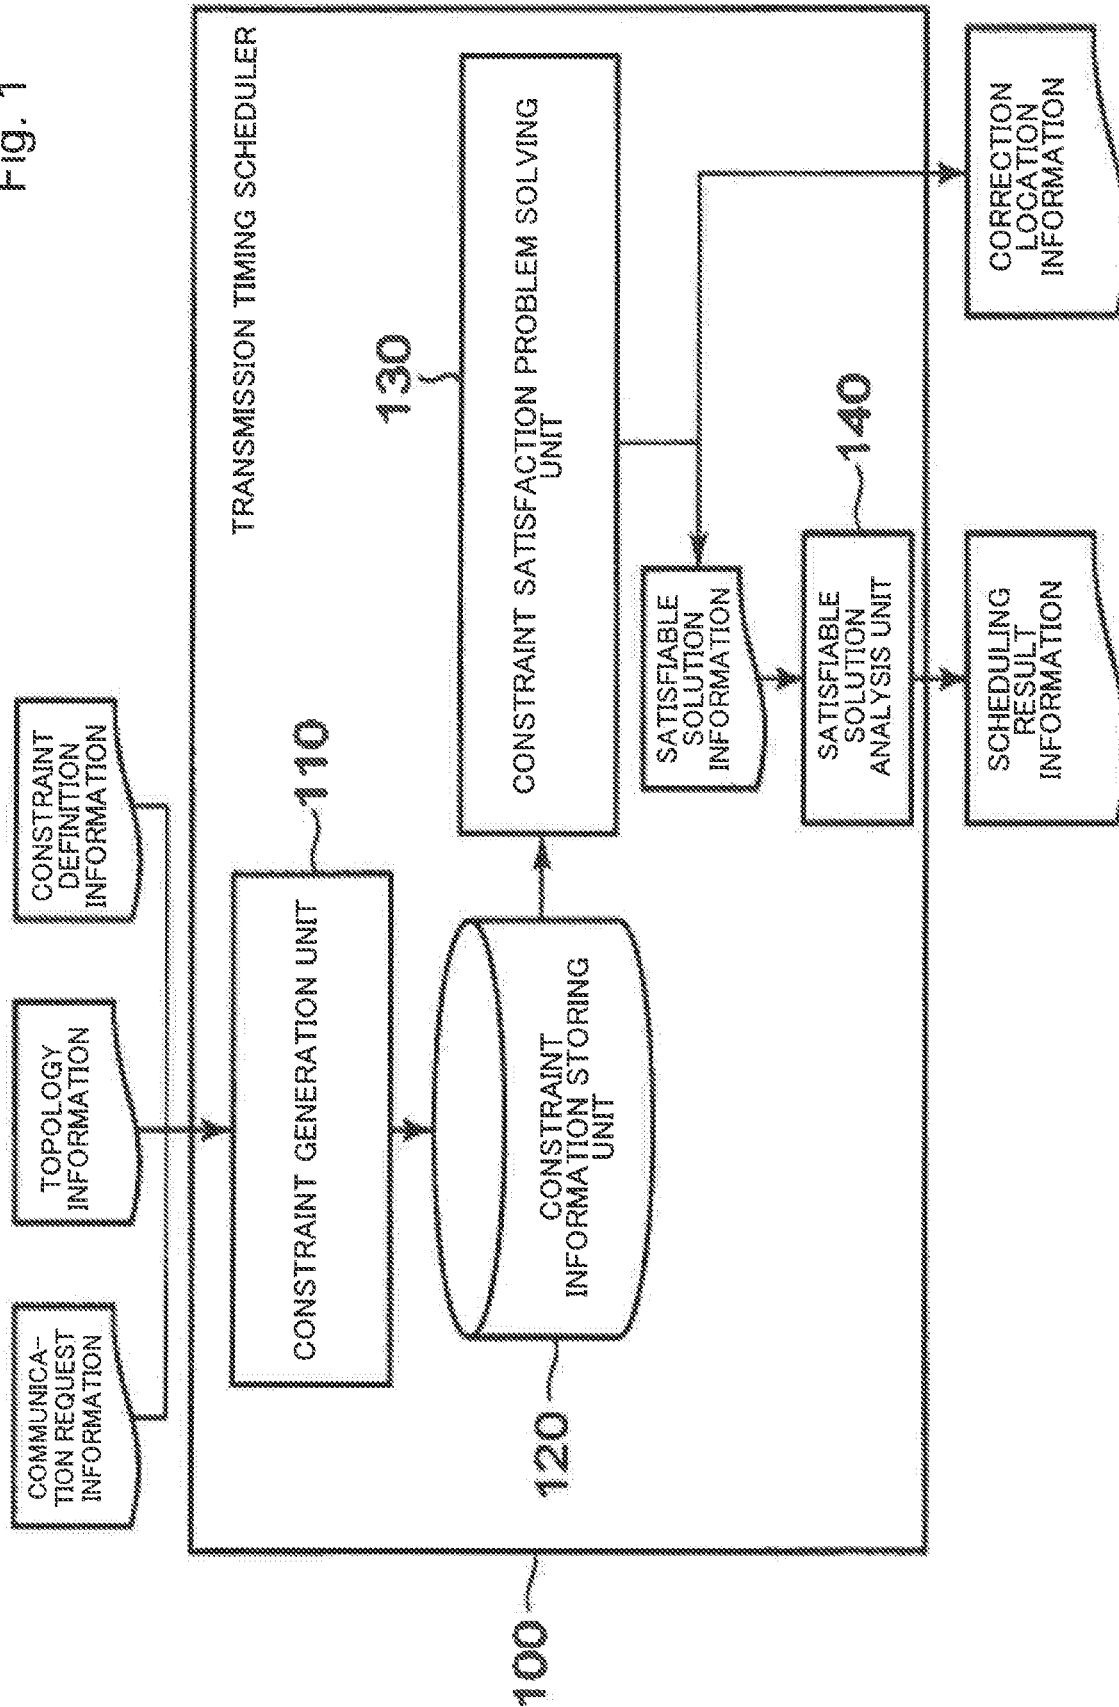 Fig. 1
COMMUNICA-
TION REQUEST
INFORMATION
TOPOLOGY
INFORMATION
CONSTRAINT
DEFINITION
INFORMATION
100
TRANSMISSION TIMING SCHEDULER
110
CONSTRAINT GENERATION UNIT
120
CONSTRAINT
INFORMATION STORING
UNIT
130
CONSTRAINT SATISFACTION PROBLEM SOLVING
UNIT
SATISFIABLE
SOLUTION
INFORMATION
140
SATISFIABLE
SOLUTION
ANALYSIS UNIT
SCHEDULING
RESULT
INFORMATION
CORRECTION
LOCATION
INFORMATION